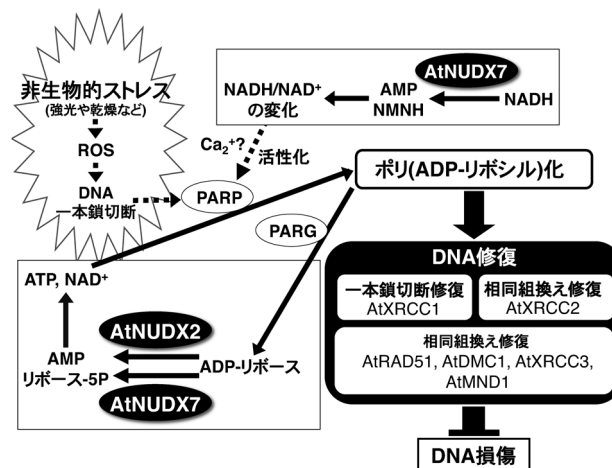 非生物的ストレス
(強光や乾燥など)
ROS
DNA
一本鎖切断
AtNUDX7
NADH/NAD⁺
の変化
AMP
NMNH
NADH
Ca₂⁺?
活性化
PARP
PARG
ポリ(ADP-リボシル)化
ATP, NAD⁺
AtNUDX2
AMP
リボース-5P
ADP-リボース
AtNUDX7
DNA修復
一本鎖切断修復
AtXRCC1
相同組換え修復
AtXRCC2
相同組換え修復
AtRAD51, AtDMC1, AtXRCC3,
AtMND1
DNA損傷